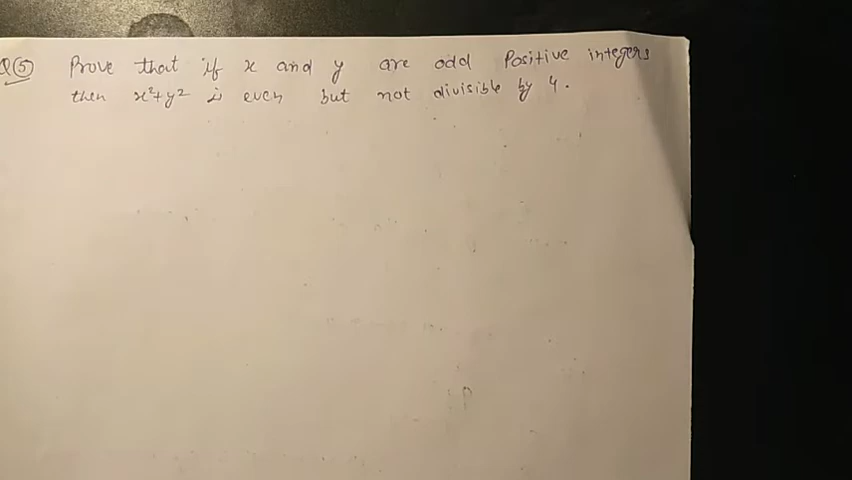 Q⑤ Prove that if x and y are odd Positive integers
then x²+y² is even but not divisible by 4.